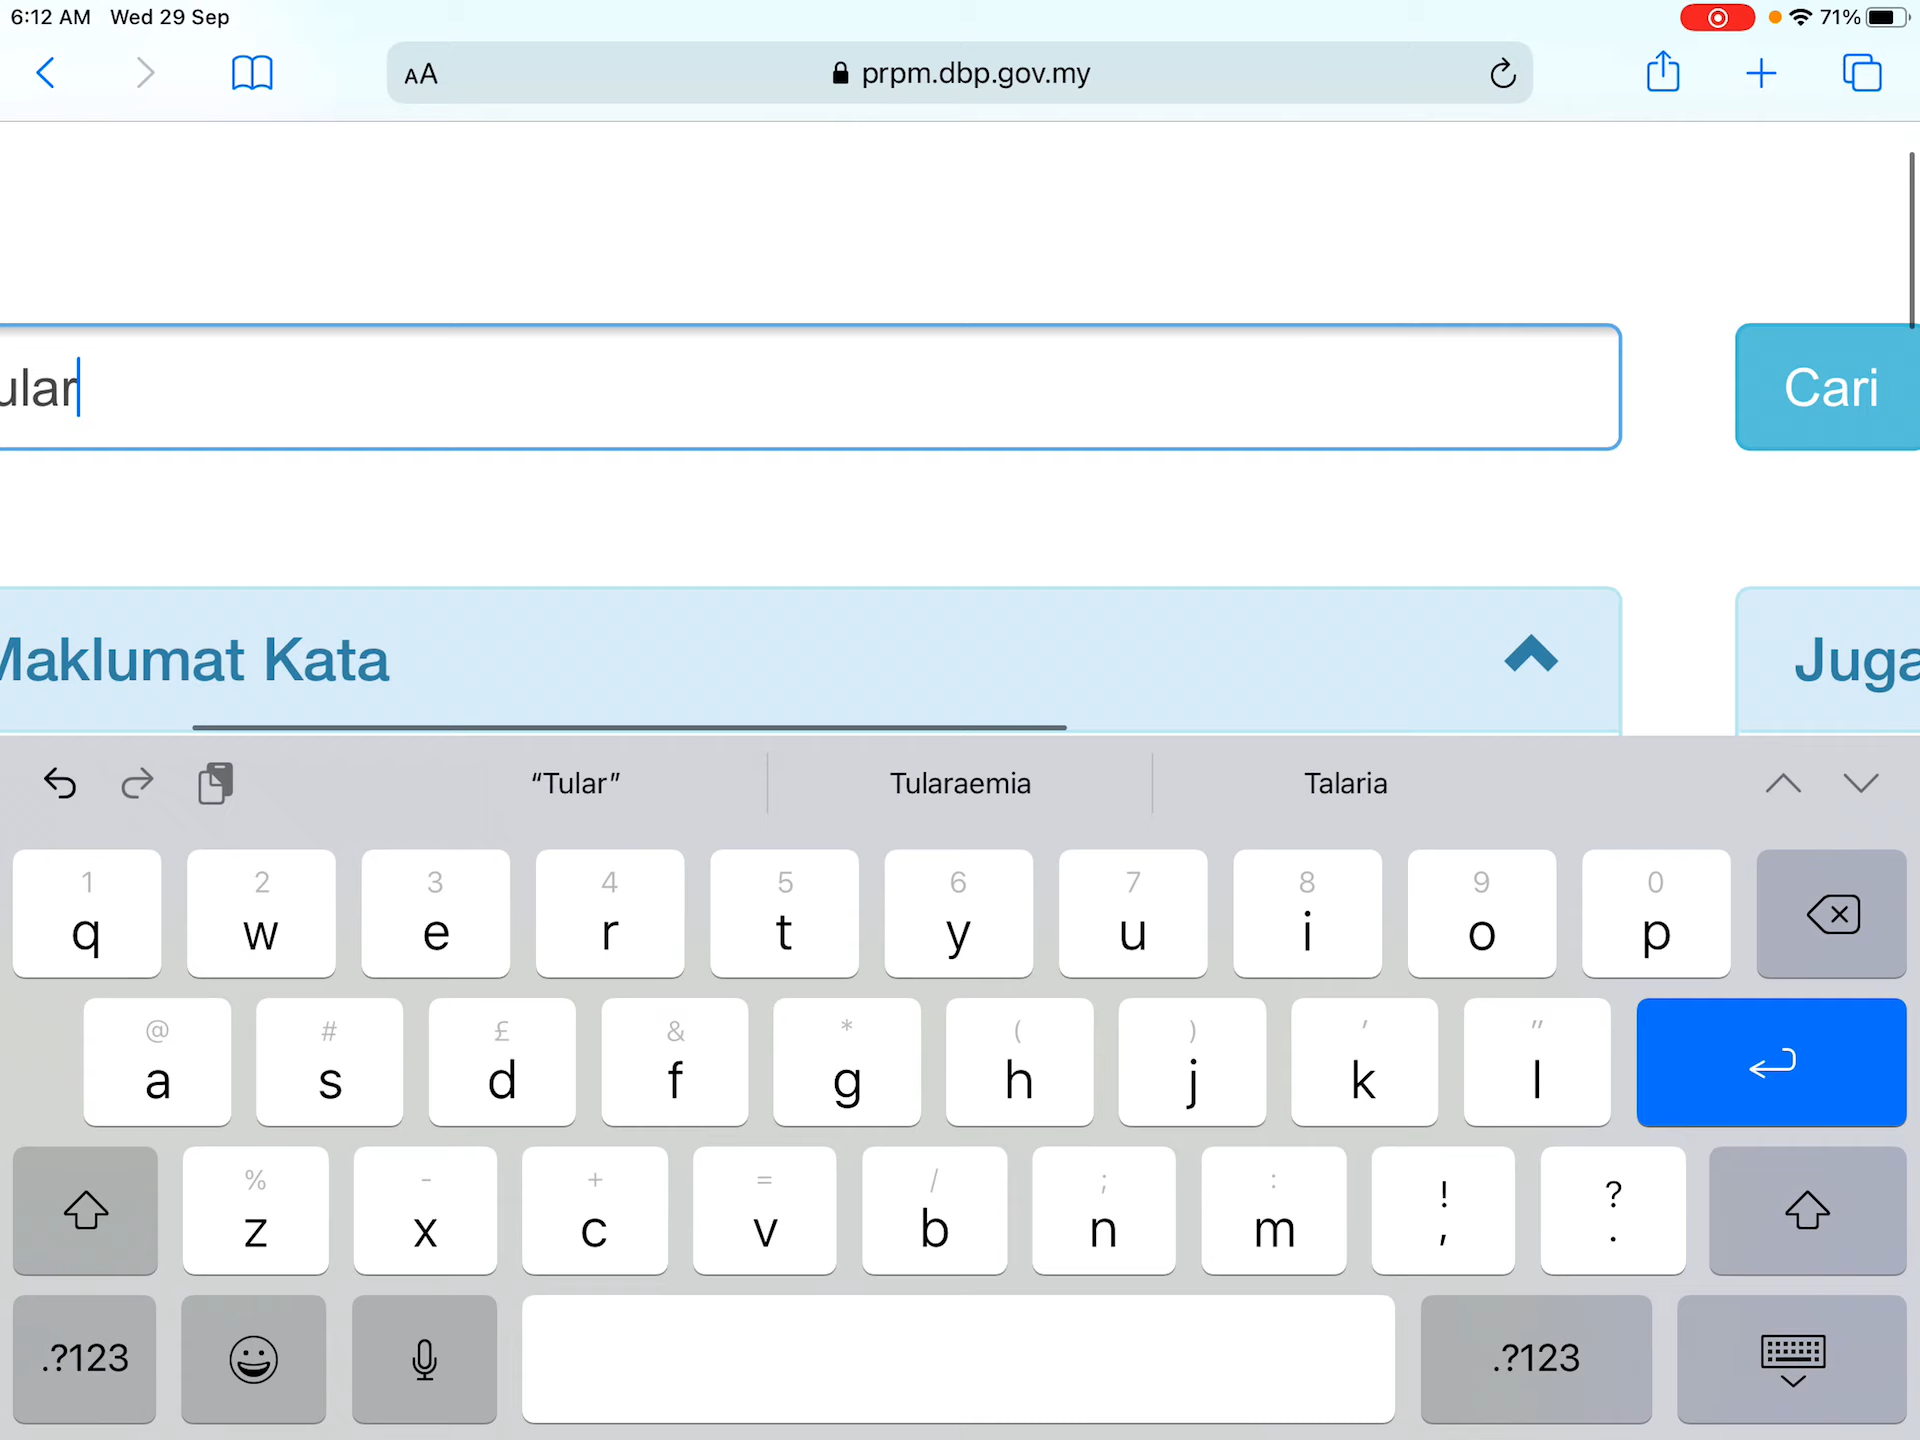 6:12 AM Wed 29 Sep
71%
AA
prpm.dbp.gov.my
ular
Cari
Maklumat Kata
Juga
“Tular” Tularaemia Talaria
1 2 3 4 5 6 7 8 9 0
q w e r t y u i o p
@ # £ & * ( ) ' "
a s d f g h j k l
% - + = / ; : ! ?
z x c v b n m , .
.?123 .?123